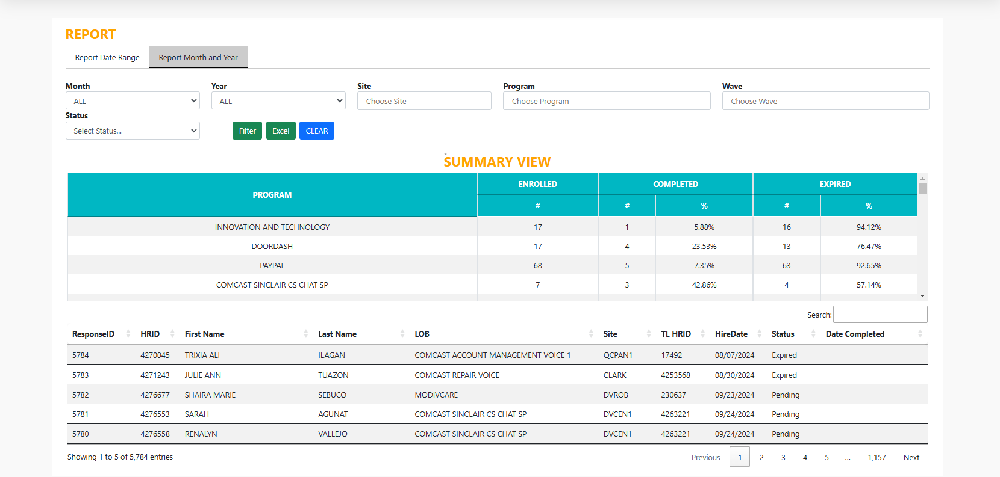 REPORT
Report Date Range Report Month and Year
Month Year Site Program Wave
ALL ALL Choose Site Choose Program Choose Wave
Status
Select Status... Filter Excel CLEAR
SUMMARY VIEW
PROGRAM ENROLLED COMPLETED EXPIRED
# # % # %
INNOVATION AND TECHNOLOGY 17 1 5.88% 16 94.12%
DOORDASH 17 4 23.53% 13 76.47%
PAYPAL 68 5 7.35% 63 92.65%
COMCAST SINCLAIR CS CHAT SP 7 3 42.86% 4 57.14%
Search:
ResponseID HRID First Name Last Name LOB Site TL HRID HireDate Status Date Completed
5784 4270045 TRIXIA ALI ILAGAN COMCAST ACCOUNT MANAGEMENT VOICE 1 QCPAN1 17492 08/07/2024 Expired
5783 4271243 JULIE ANN TUAZON COMCAST REPAIR VOICE CLARK 4253568 08/30/2024 Expired
5782 4276677 SHAIRA MARIE SEBUCO MODIVCARE DVROB 230637 09/23/2024 Pending
5781 4276553 SARAH AGUNAT COMCAST SINCLAIR CS CHAT SP DVCEN1 4263221 09/24/2024 Pending
5780 4276558 RENALYN VALLEJO COMCAST SINCLAIR CS CHAT SP DVCEN1 4263221 09/24/2024 Pending
Showing 1 to 5 of 5,784 entries Previous 1 2 3 4 5 ... 1,157 Next